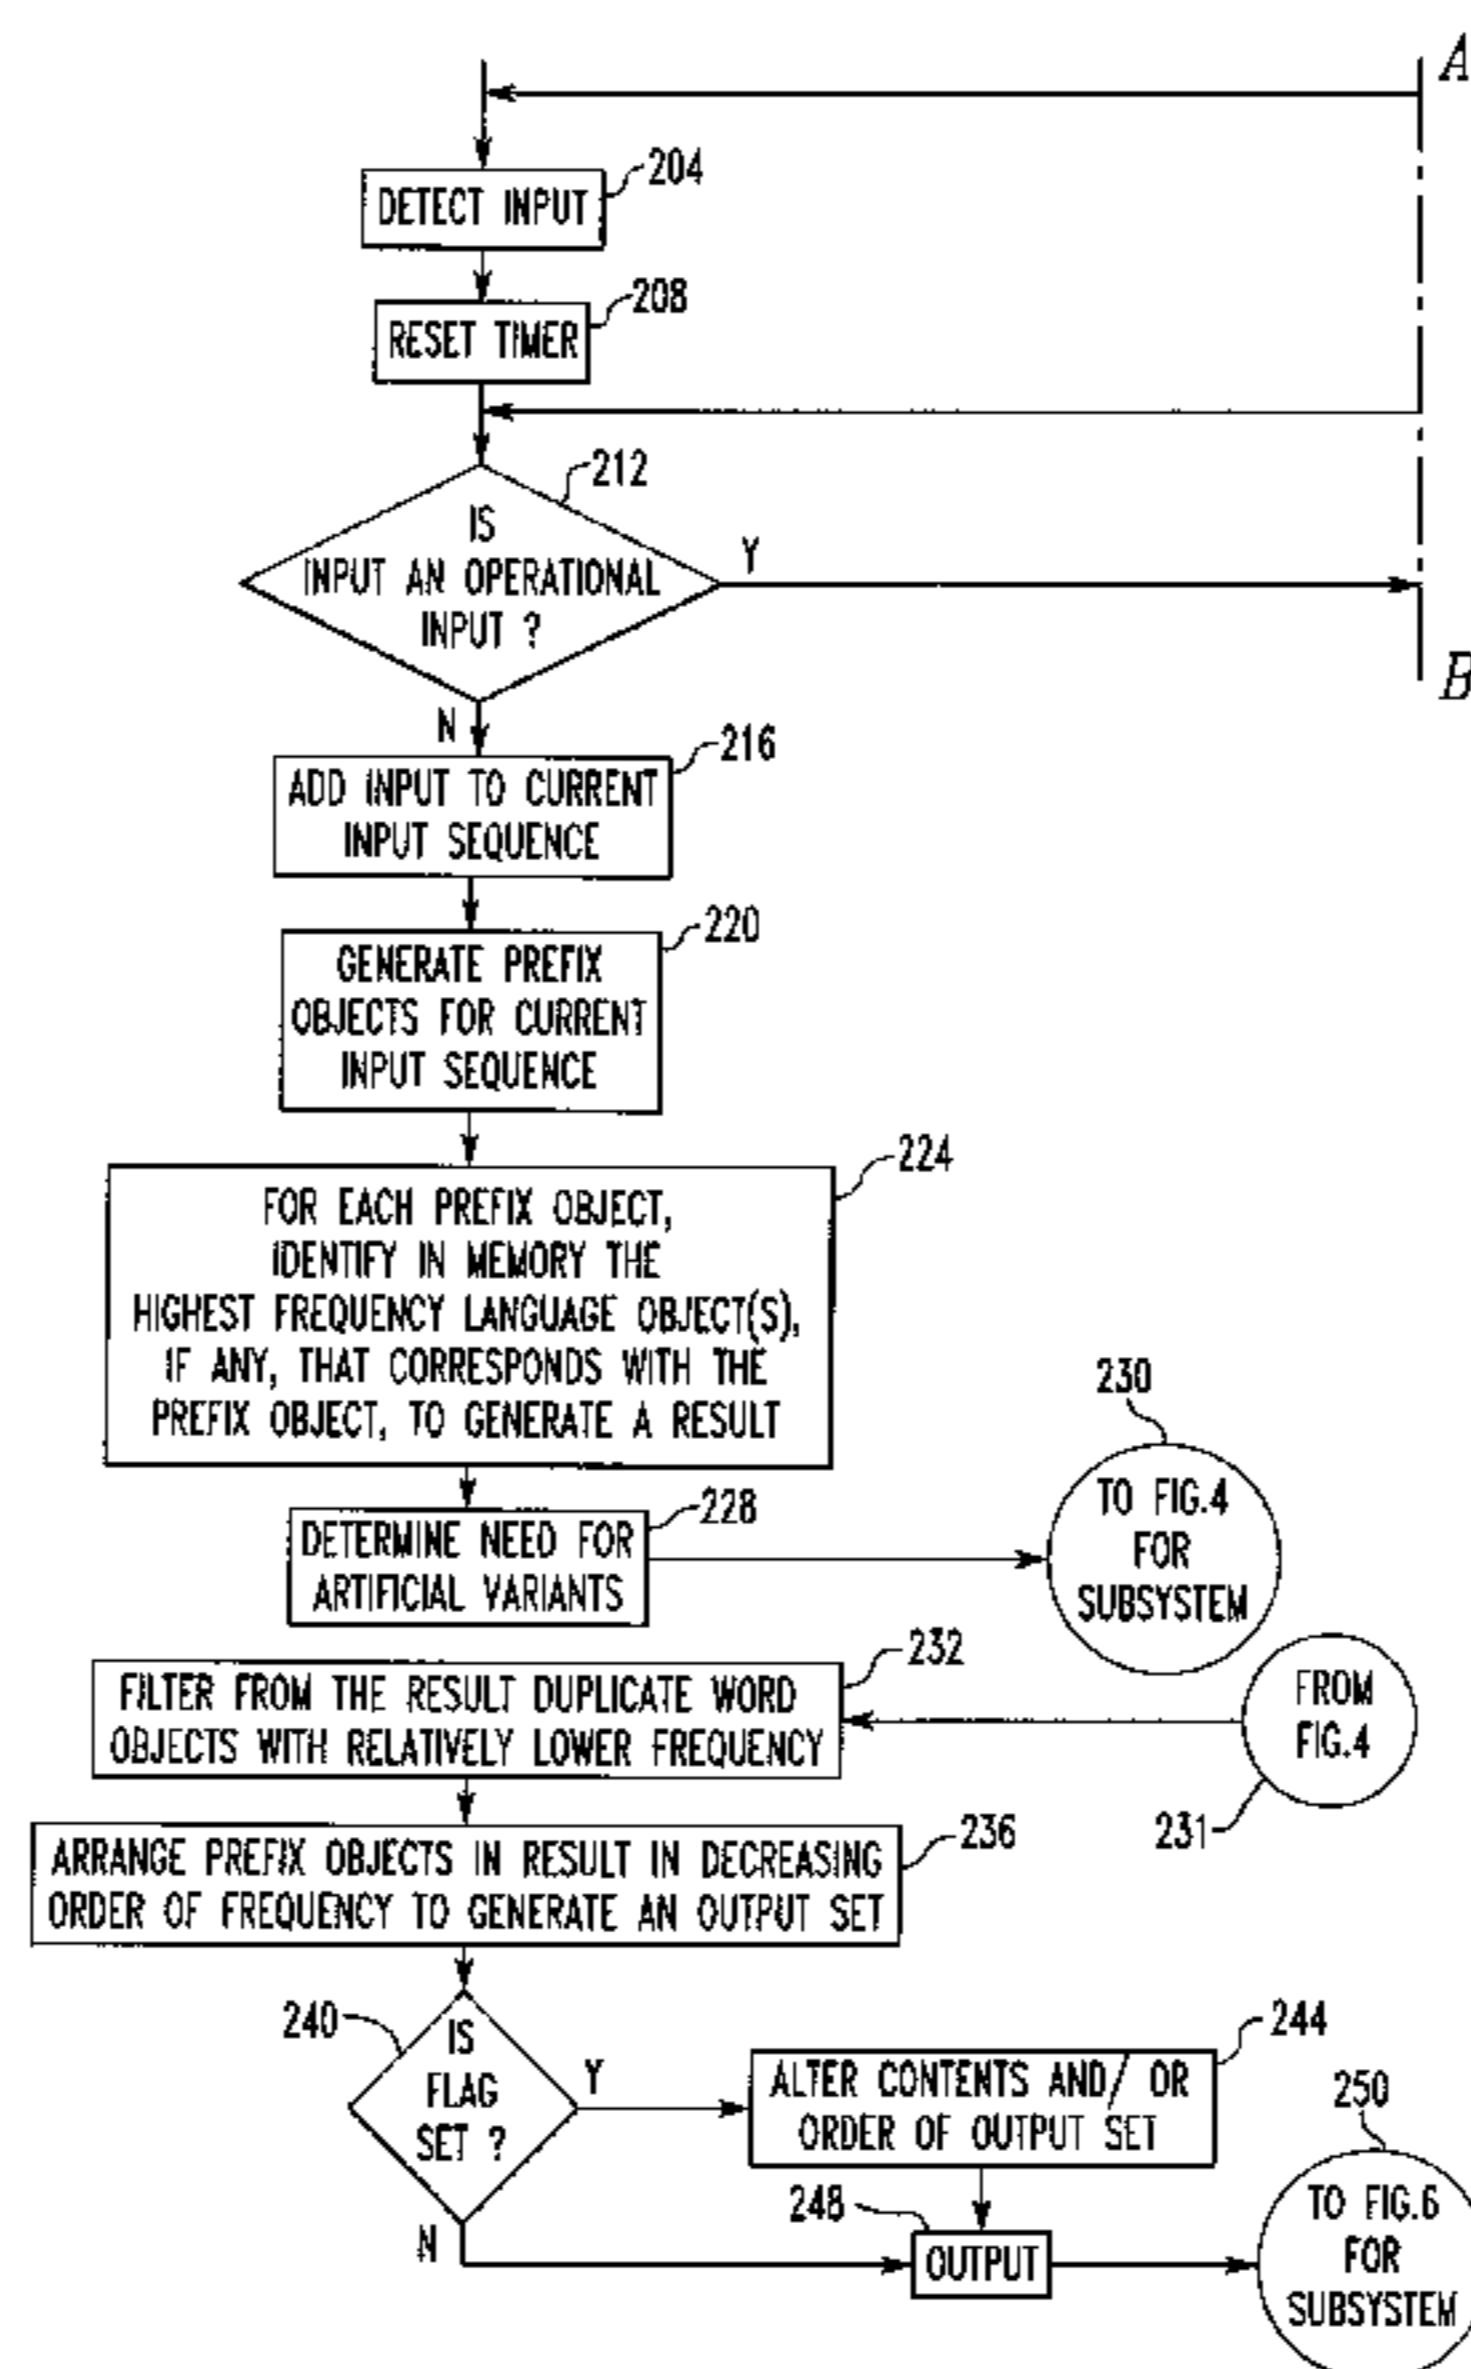 A
204
DETECT INPUT
208
RESET TIMER
212
IS
INPUT AN OPERATIONAL
INPUT ?
Y
B
N
216
ADD INPUT TO CURRENT
INPUT SEQUENCE
220
GENERATE PREFIX
OBJECTS FOR CURRENT
INPUT SEQUENCE
224
FOR EACH PREFIX OBJECT,
IDENTIFY IN MEMORY THE
HIGHEST FREQUENCY LANGUAGE OBJECT(S),
IF ANY, THAT CORRESPONDS WITH THE
PREFIX OBJECT, TO GENERATE A RESULT
228
DETERMINE NEED FOR
ARTIFICIAL VARIANTS
230
TO FIG.4
FOR
SUBSYSTEM
232
FILTER FROM THE RESULT DUPLICATE WORD
OBJECTS WITH RELATIVELY LOWER FREQUENCY
FROM
FIG.4
231
236
ARRANGE PREFIX OBJECTS IN RESULT IN DECREASING
ORDER OF FREQUENCY TO GENERATE AN OUTPUT SET
240
IS
FLAG
SET ?
Y
244
ALTER CONTENTS AND/ OR
ORDER OF OUTPUT SET
N
248
OUTPUT
250
TO FIG.6
FOR
SUBSYSTEM